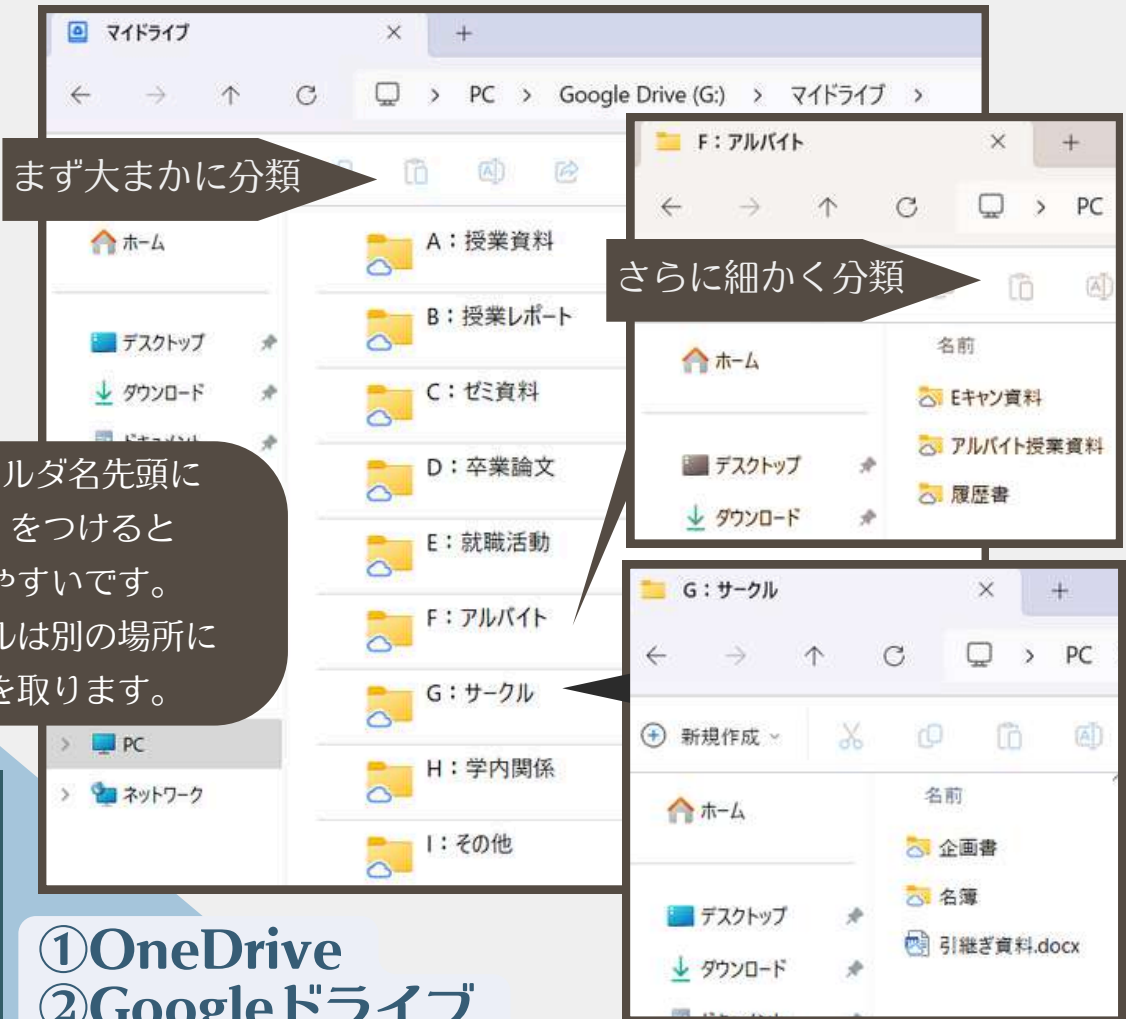 マイドライブ
PC > Google Drive (G:) > マイドライブ >
まず大まかに分類
ホーム
デスクトップ
ダウンロード
A：授業資料
B：授業レポート
C：ゼミ資料
D：卒業論文
E：就職活動
F：アルバイト
G：サークル
H：学内関係
I：その他
ルダ名先頭に
をつけると
やすいです。
ルは別の場所に
を取ります。
PC
ネットワーク
F：アルバイト
PC
さらに細かく分類
ホーム
デスクトップ
ダウンロード
名前
Eキャン資料
アルバイト授業資料
履歴書
G：サークル
PC
新規作成
ホーム
デスクトップ
ダウンロード
名前
企画書
名簿
引継ぎ資料.docx
①OneDrive
②Googleドライブ